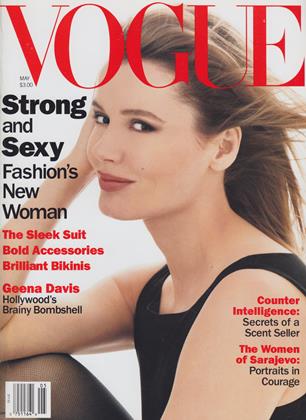 VOGUE
MAY
$3.00
Strong
and
Sexy
Fashion's
New
Woman
The Sleek Suit
Bold Accessories
Brilliant Bikinis
Geena Davis
Hollywood's
Brainy Bombshell
Counter
Intelligence:
Secrets of a
Scent Seller
The Women of
Sarajevo:
Portraits in
Courage
05